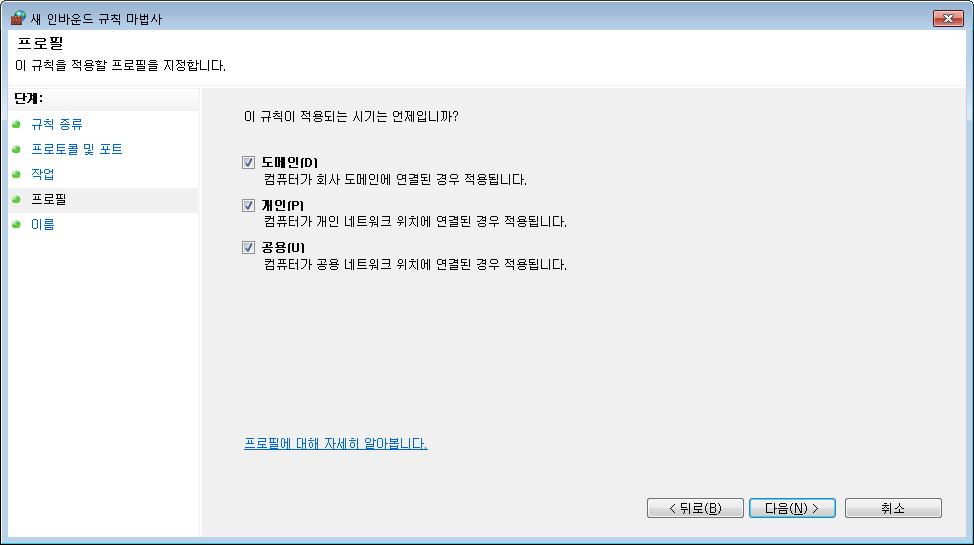 새 인바운드 규칙 마법사
프로필
이 규칙을 적용할 프로필을 지정합니다.
단계:
규칙 종류
프로토콜 및 포트
작업
프로필
이름
이 규칙이 적용되는 시기는 언제입니까?
도메인(D)
컴퓨터가 회사 도메인에 연결된 경우 적용됩니다.
개인(P)
컴퓨터가 개인 네트워크 위치에 연결된 경우 적용됩니다.
공용(U)
컴퓨터가 공용 네트워크 위치에 연결된 경우 적용됩니다.
프로필에 대해 자세히 알아봅니다.
< 뒤로(B) 다음(N) > 취소